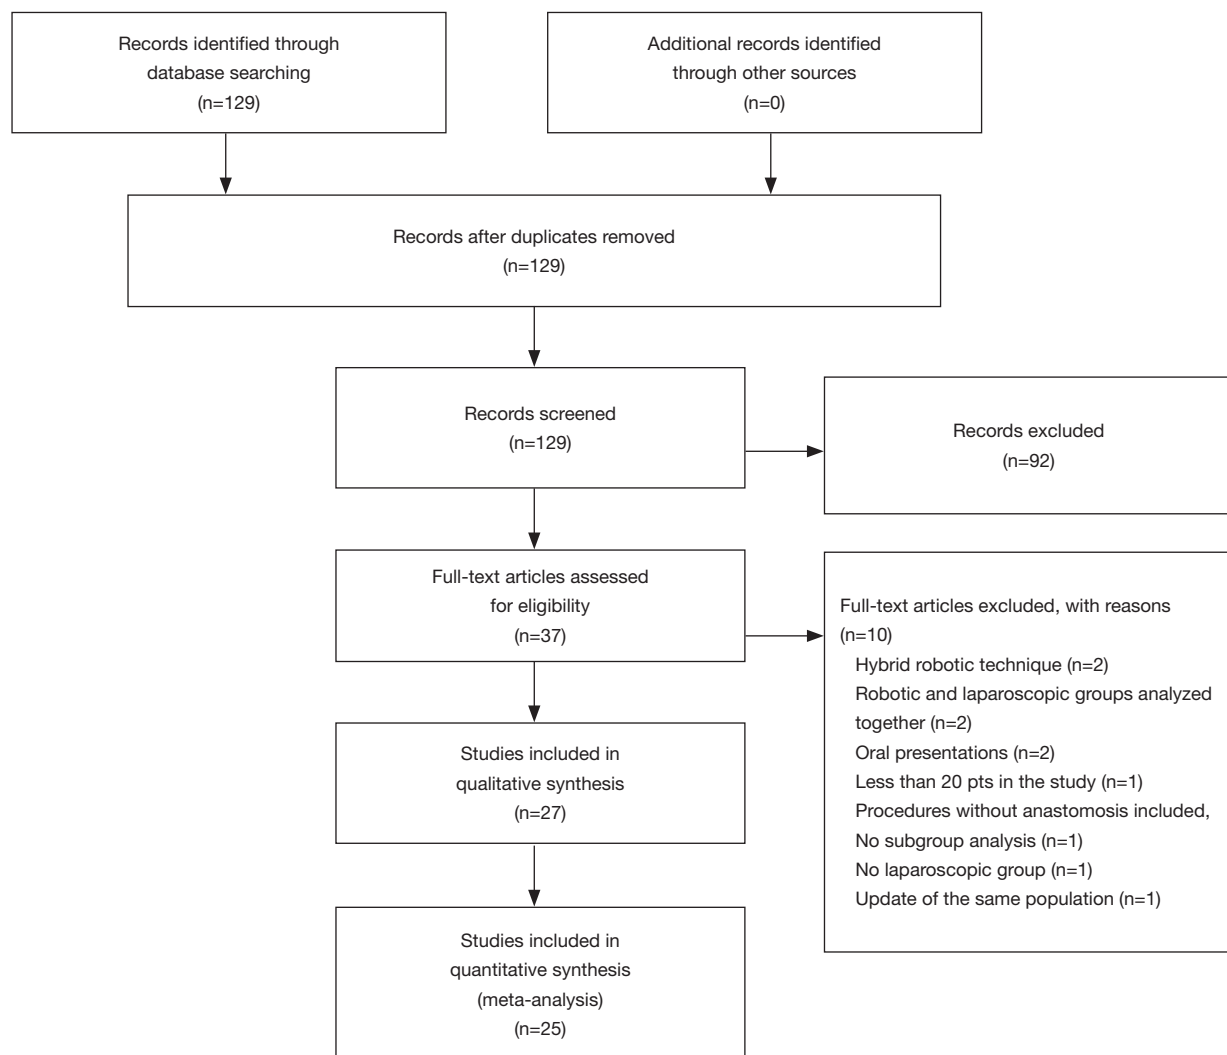 Records identified through
database searching
(n=129)
Additional records identified
through other sources
(n=0)
Records after duplicates removed
(n=129)
Records screened
(n=129)
Records excluded
(n=92)
Full-text articles assessed
for eligibility
(n=37)
Full-text articles excluded, with reasons
(n=10)
Hybrid robotic technique (n=2)
Robotic and laparoscopic groups analyzed
together (n=2)
Oral presentations (n=2)
Less than 20 pts in the study (n=1)
Procedures without anastomosis included,
No subgroup analysis (n=1)
No laparoscopic group (n=1)
Update of the same population (n=1)
Studies included in
qualitative synthesis
(n=27)
Studies included in
quantitative synthesis
(meta-analysis)
(n=25)